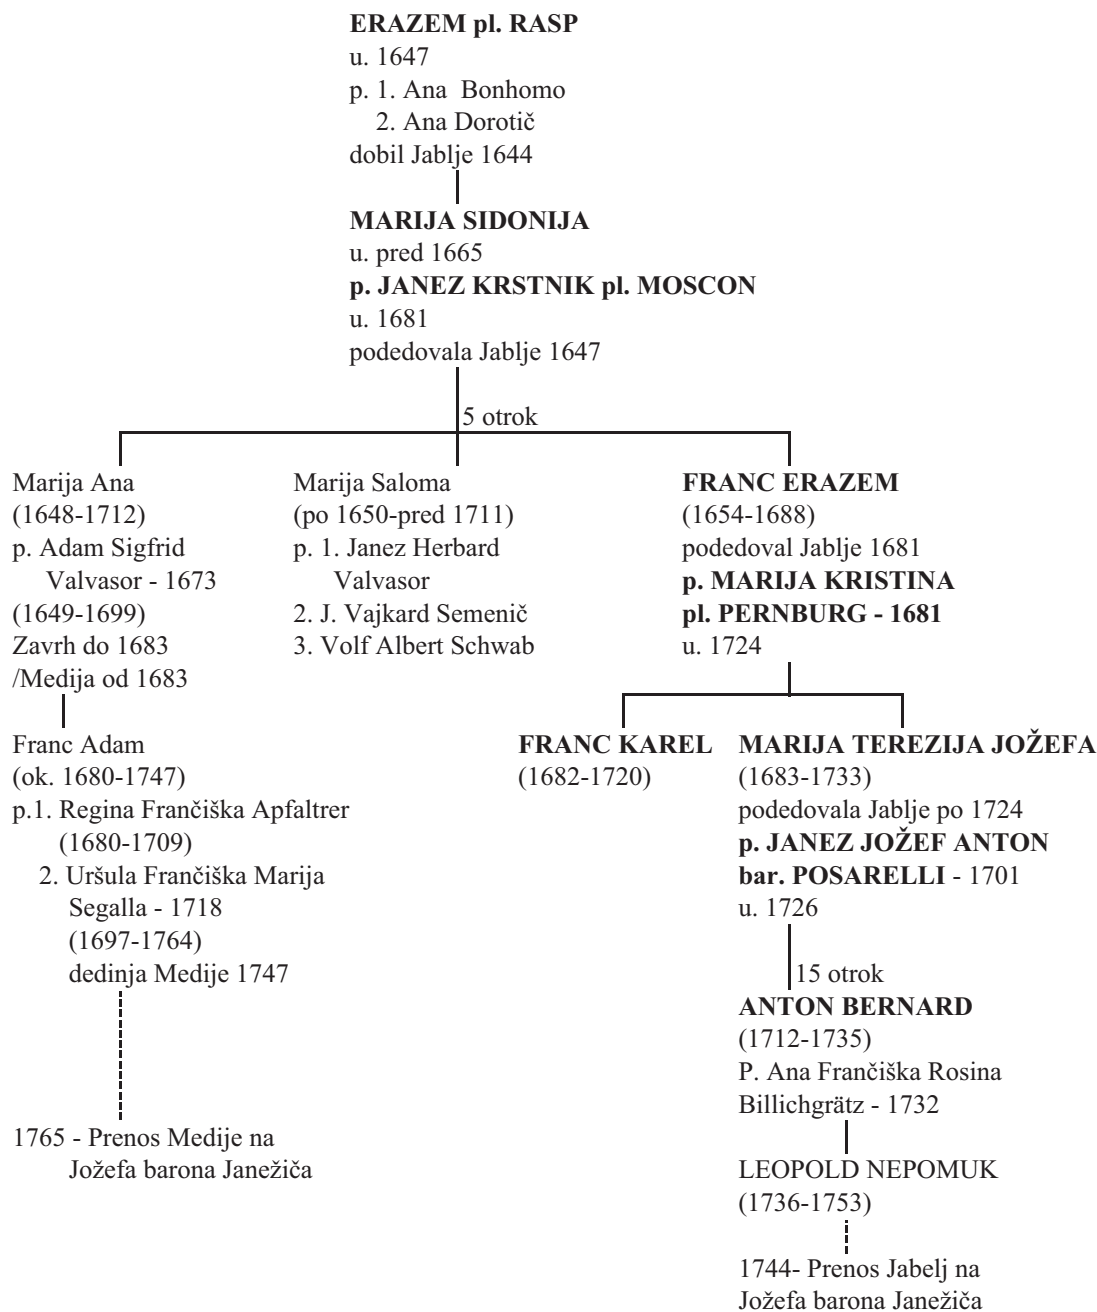 ERAZEM pl. RASP
u. 1647
p. 1. Ana Bonhomo
2. Ana Dorotič
dobil Jablje 1644
MARIJA SIDONIJA
u. pred 1665
p. JANEZ KRSTNIK pl. MOSCON
u. 1681
podedovala Jablje 1647
5 otrok
Marija Ana
(1648-1712)
p. Adam Sigfrid
Valvasor - 1673
(1649-1699)
Zavrh do 1683
/Medija od 1683
Marija Saloma
(po 1650-pred 1711)
p. 1. Janez Herbard
Valvasor
2. J. Vajkard Semenič
3. Volf Albert Schwab
FRANC ERAZEM
(1654-1688)
podedoval Jablje 1681
p. MARIJA KRISTINA
pl. PERNBURG - 1681
u. 1724
Franc Adam
(ok. 1680-1747)
p.1. Regina Frančiška Apfaltrer
(1680-1709)
2. Uršula Frančiška Marija
Segalla - 1718
(1697-1764)
dedinja Medije 1747
1765 - Prenos Medije na
Jožefa barona Janežiča
FRANC KAREL
(1682-1720)
MARIJA TEREZIJA JOŽEFA
(1683-1733)
podedovala Jablje po 1724
p. JANEZ JOŽEF ANTON
bar. POSARELLI - 1701
u. 1726
15 otrok
ANTON BERNARD
(1712-1735)
P. Ana Frančiška Rosina
Billichgrätz - 1732
LEOPOLD NEPOMUK
(1736-1753)
1744- Prenos Jabelj na
Jožefa barona Janežiča